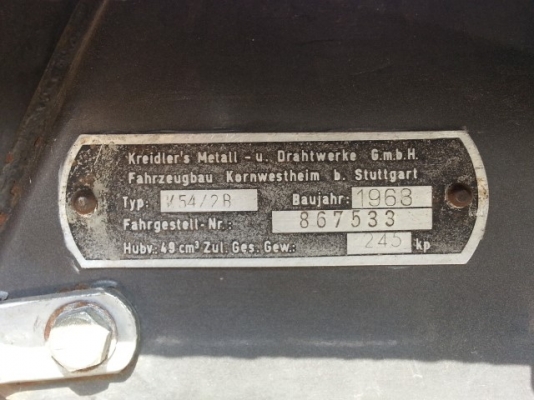 Kreidler's Metall - u. Drahtwerke G.m.b.H.
Fahrzeugbau Kornwestheim b. Stuttgart
Typ: K54/2B Baujahr: 1963
Fahrgestell-Nr.: 867533
Hubv. 49 cm³ Zul. Ges. Gew.: 245 kp